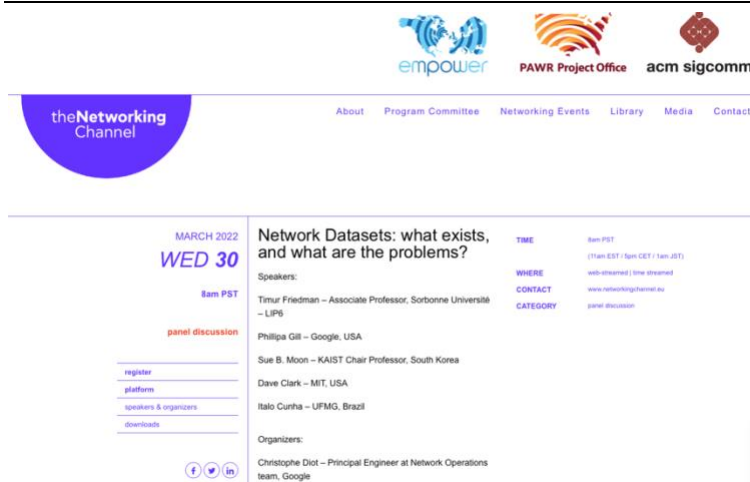 empower
PAWR Project Office
acm sigcomm
theNetworking
Channel
About Program Committee Networking Events Library Media Contact
MARCH 2022
WED 30
8am PST
panel discussion
register
platform
speakers & organizers
downloads
Network Datasets: what exists,
and what are the problems?
Speakers:
Timur Friedman – Associate Professor, Sorbonne Université
– LIP6
Phillipa Gill – Google, USA
Sue B. Moon – KAIST Chair Professor, South Korea
Dave Clark – MIT, USA
Italo Cunha – UFMG, Brazil
Organizers:
Christophe Diot – Principal Engineer at Network Operations
team, Google
TIME 8am PST
(11am EST / 5pm CET / 1am JST)
WHERE web-streamed | time streamed
CONTACT www.networkingchannel.eu
CATEGORY panel discussion